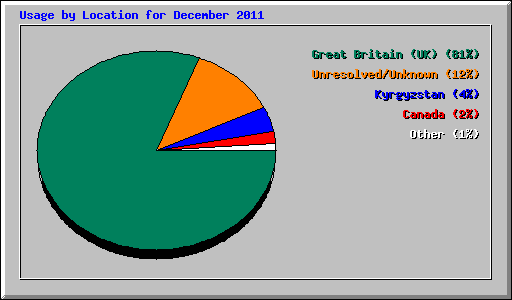 Usage by Location for December 2011
Great Britain (UK) (81%)
Unresolved/Unknown (12%)
Kyrgyzstan (4%)
Canada (2%)
Other (1%)